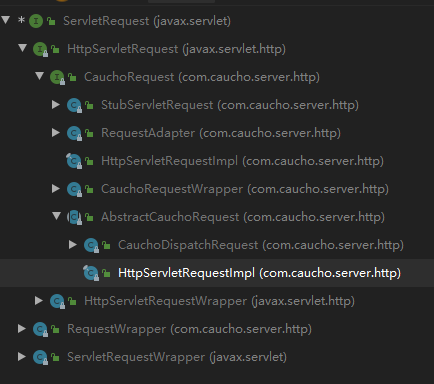 * ServletRequest (javax.servlet)
HttpServletRequest (javax.servlet.http)
CauchoRequest (com.caucho.server.http)
StubServletRequest (com.caucho.server.http)
RequestAdapter (com.caucho.server.http)
HttpServletRequestImpl (com.caucho.server.http)
CauchoRequestWrapper (com.caucho.server.http)
AbstractCauchoRequest (com.caucho.server.http)
CauchoDispatchRequest (com.caucho.server.http)
HttpServletRequestImpl (com.caucho.server.http)
HttpServletRequestWrapper (javax.servlet.http)
RequestWrapper (com.caucho.server.http)
ServletRequestWrapper (javax.servlet)